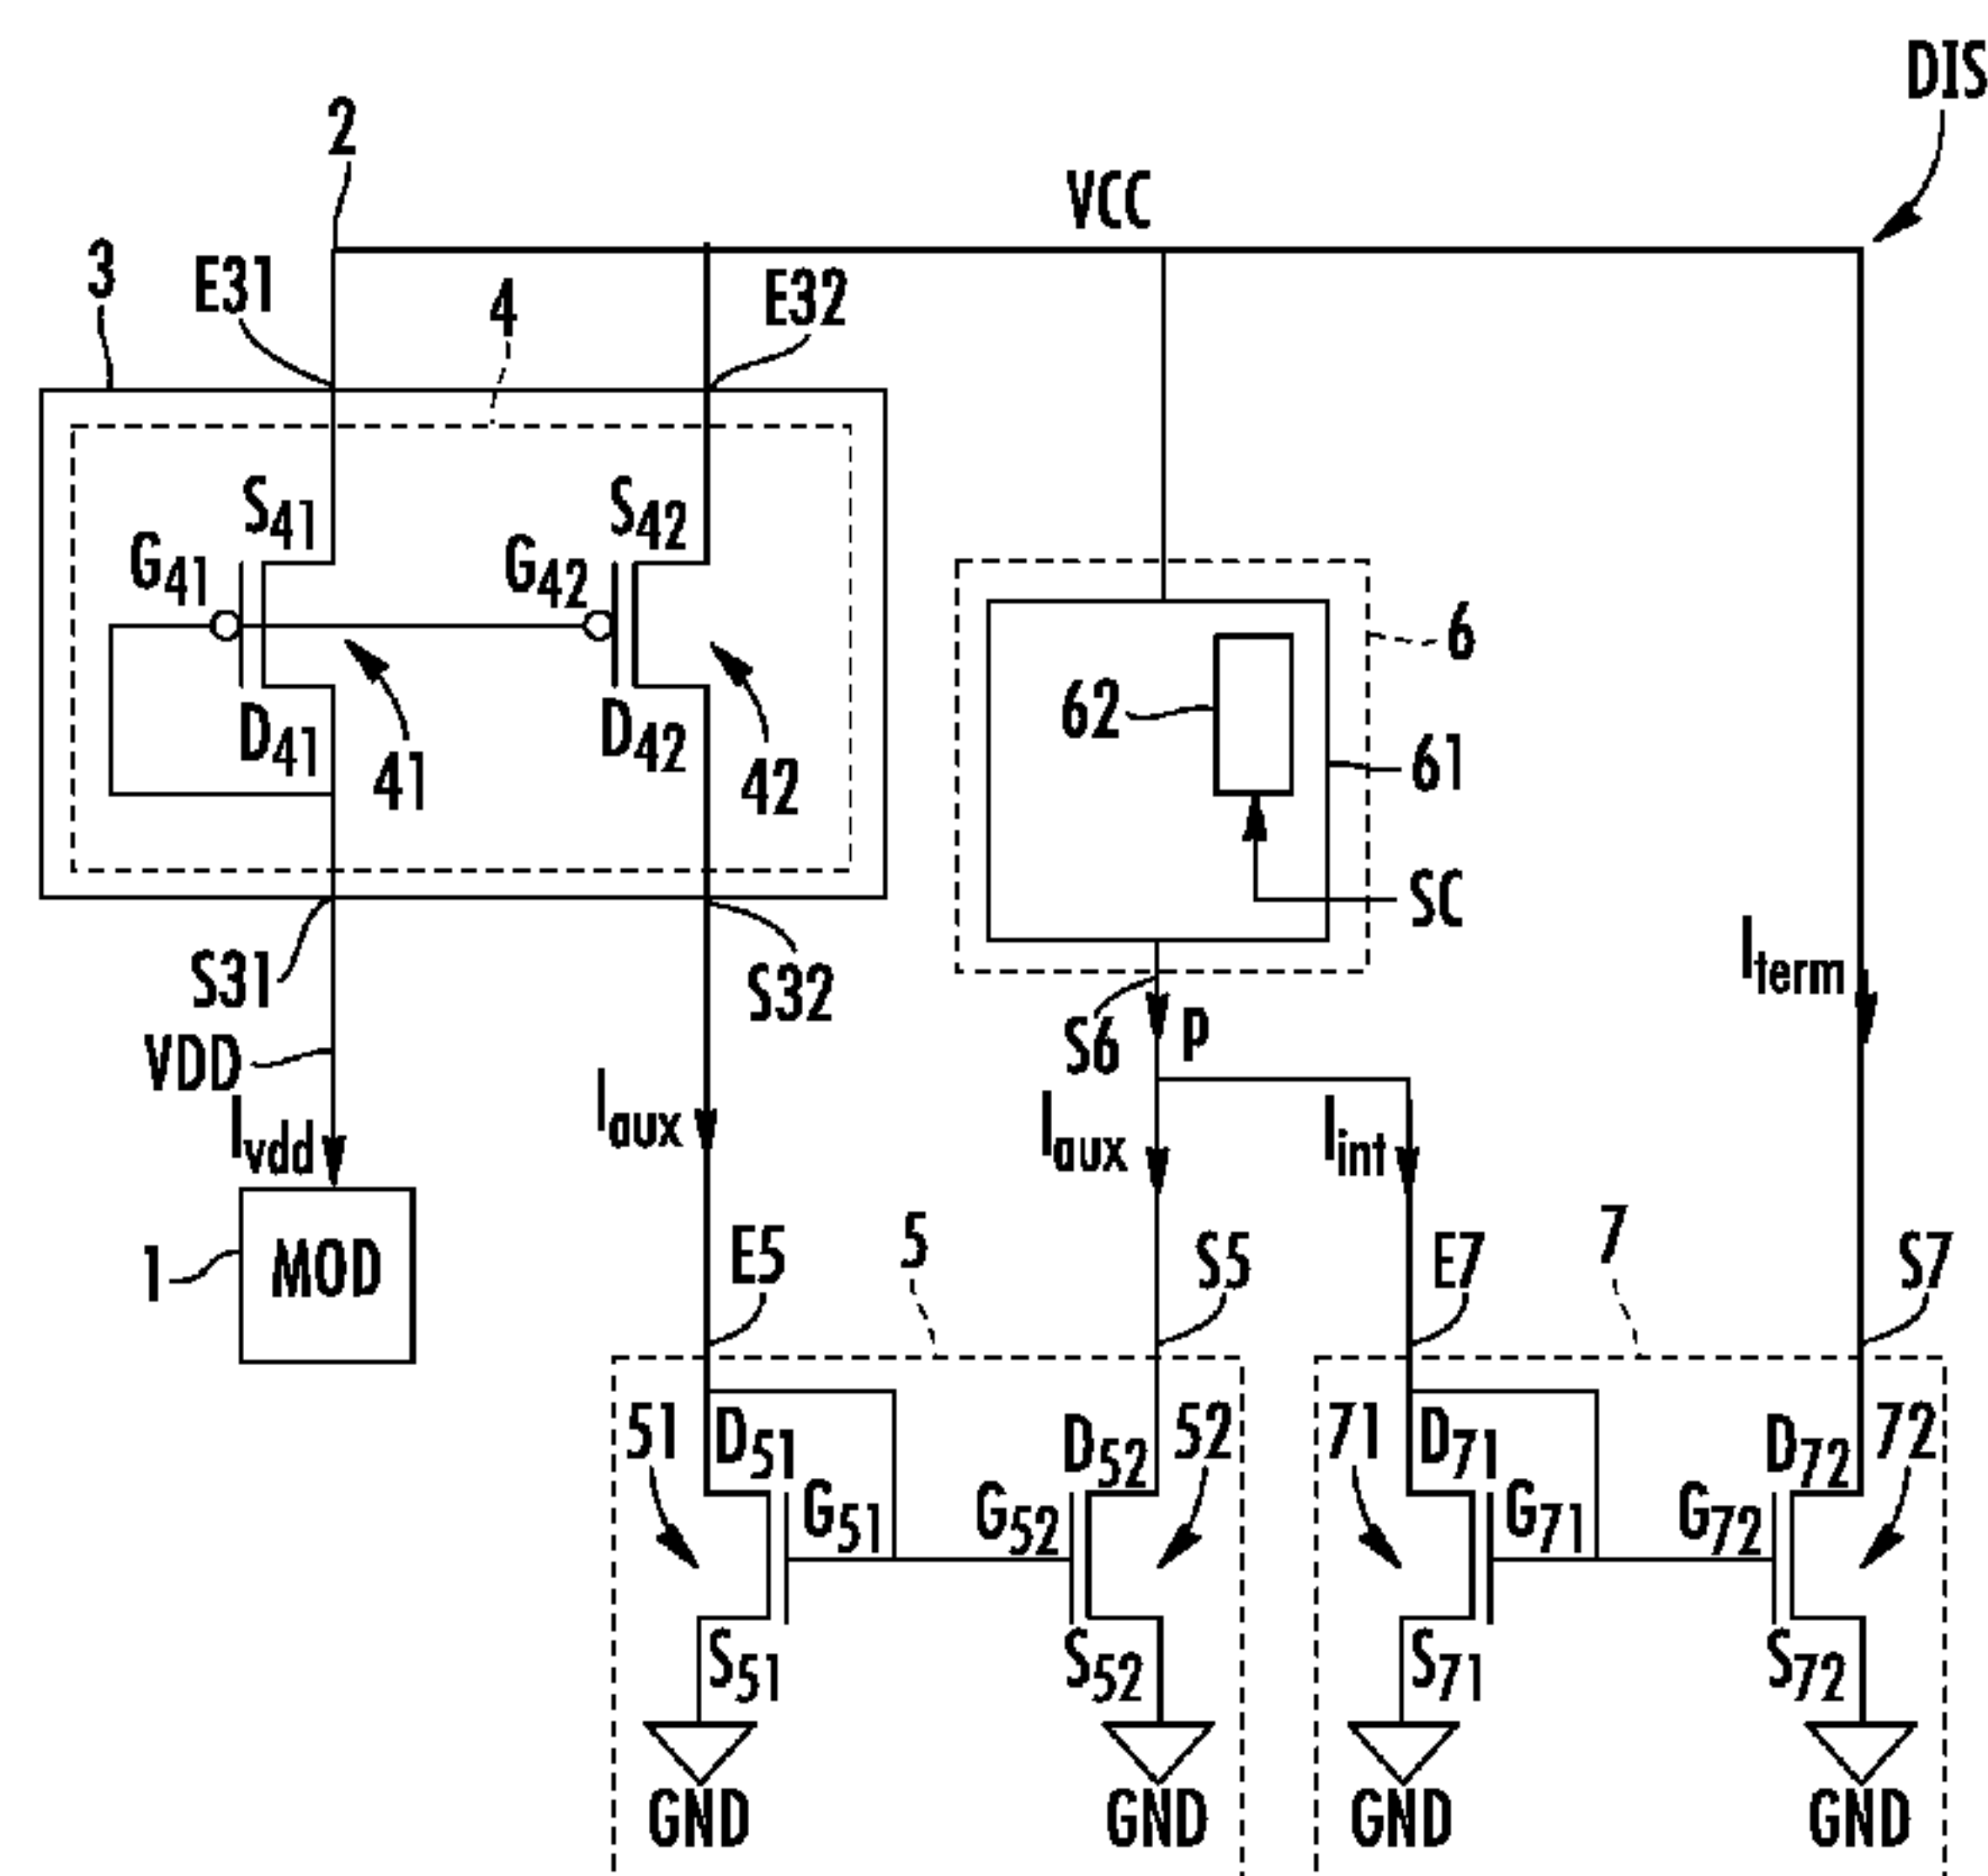 DIS
2
VCC
3
E31
4
E32
S41
S42
G41
G42
6
62
D41
D42
61
41
42
SC
Iterm
S31
S32
S6
P
VDD
Ivdd
Iaux
Iaux
Iint
1
MOD
E5
5
S5
E7
7
S7
51
D51
D52
52
71
D71
D72
72
G51
G52
G71
G72
S51
S52
S71
S72
GND
GND
GND
GND